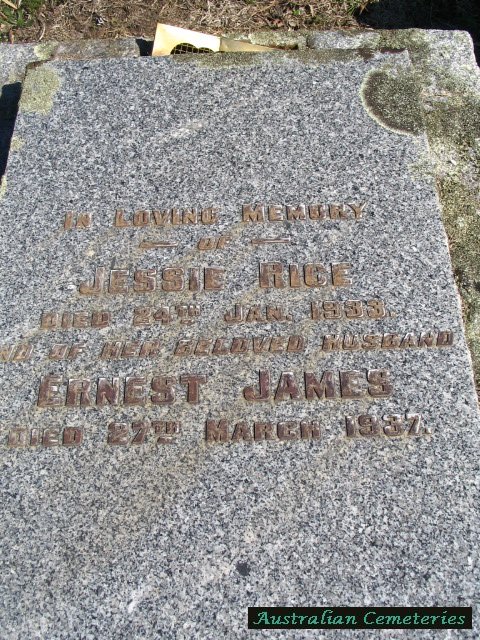 IN LOVING MEMORY
OF
JESSIE RICE
DIED 24TH JAN. 1933.
AND OF HER BELOVED HUSBAND
ERNEST JAMES
DIED 27TH MARCH 1937.
Australian Cemeteries